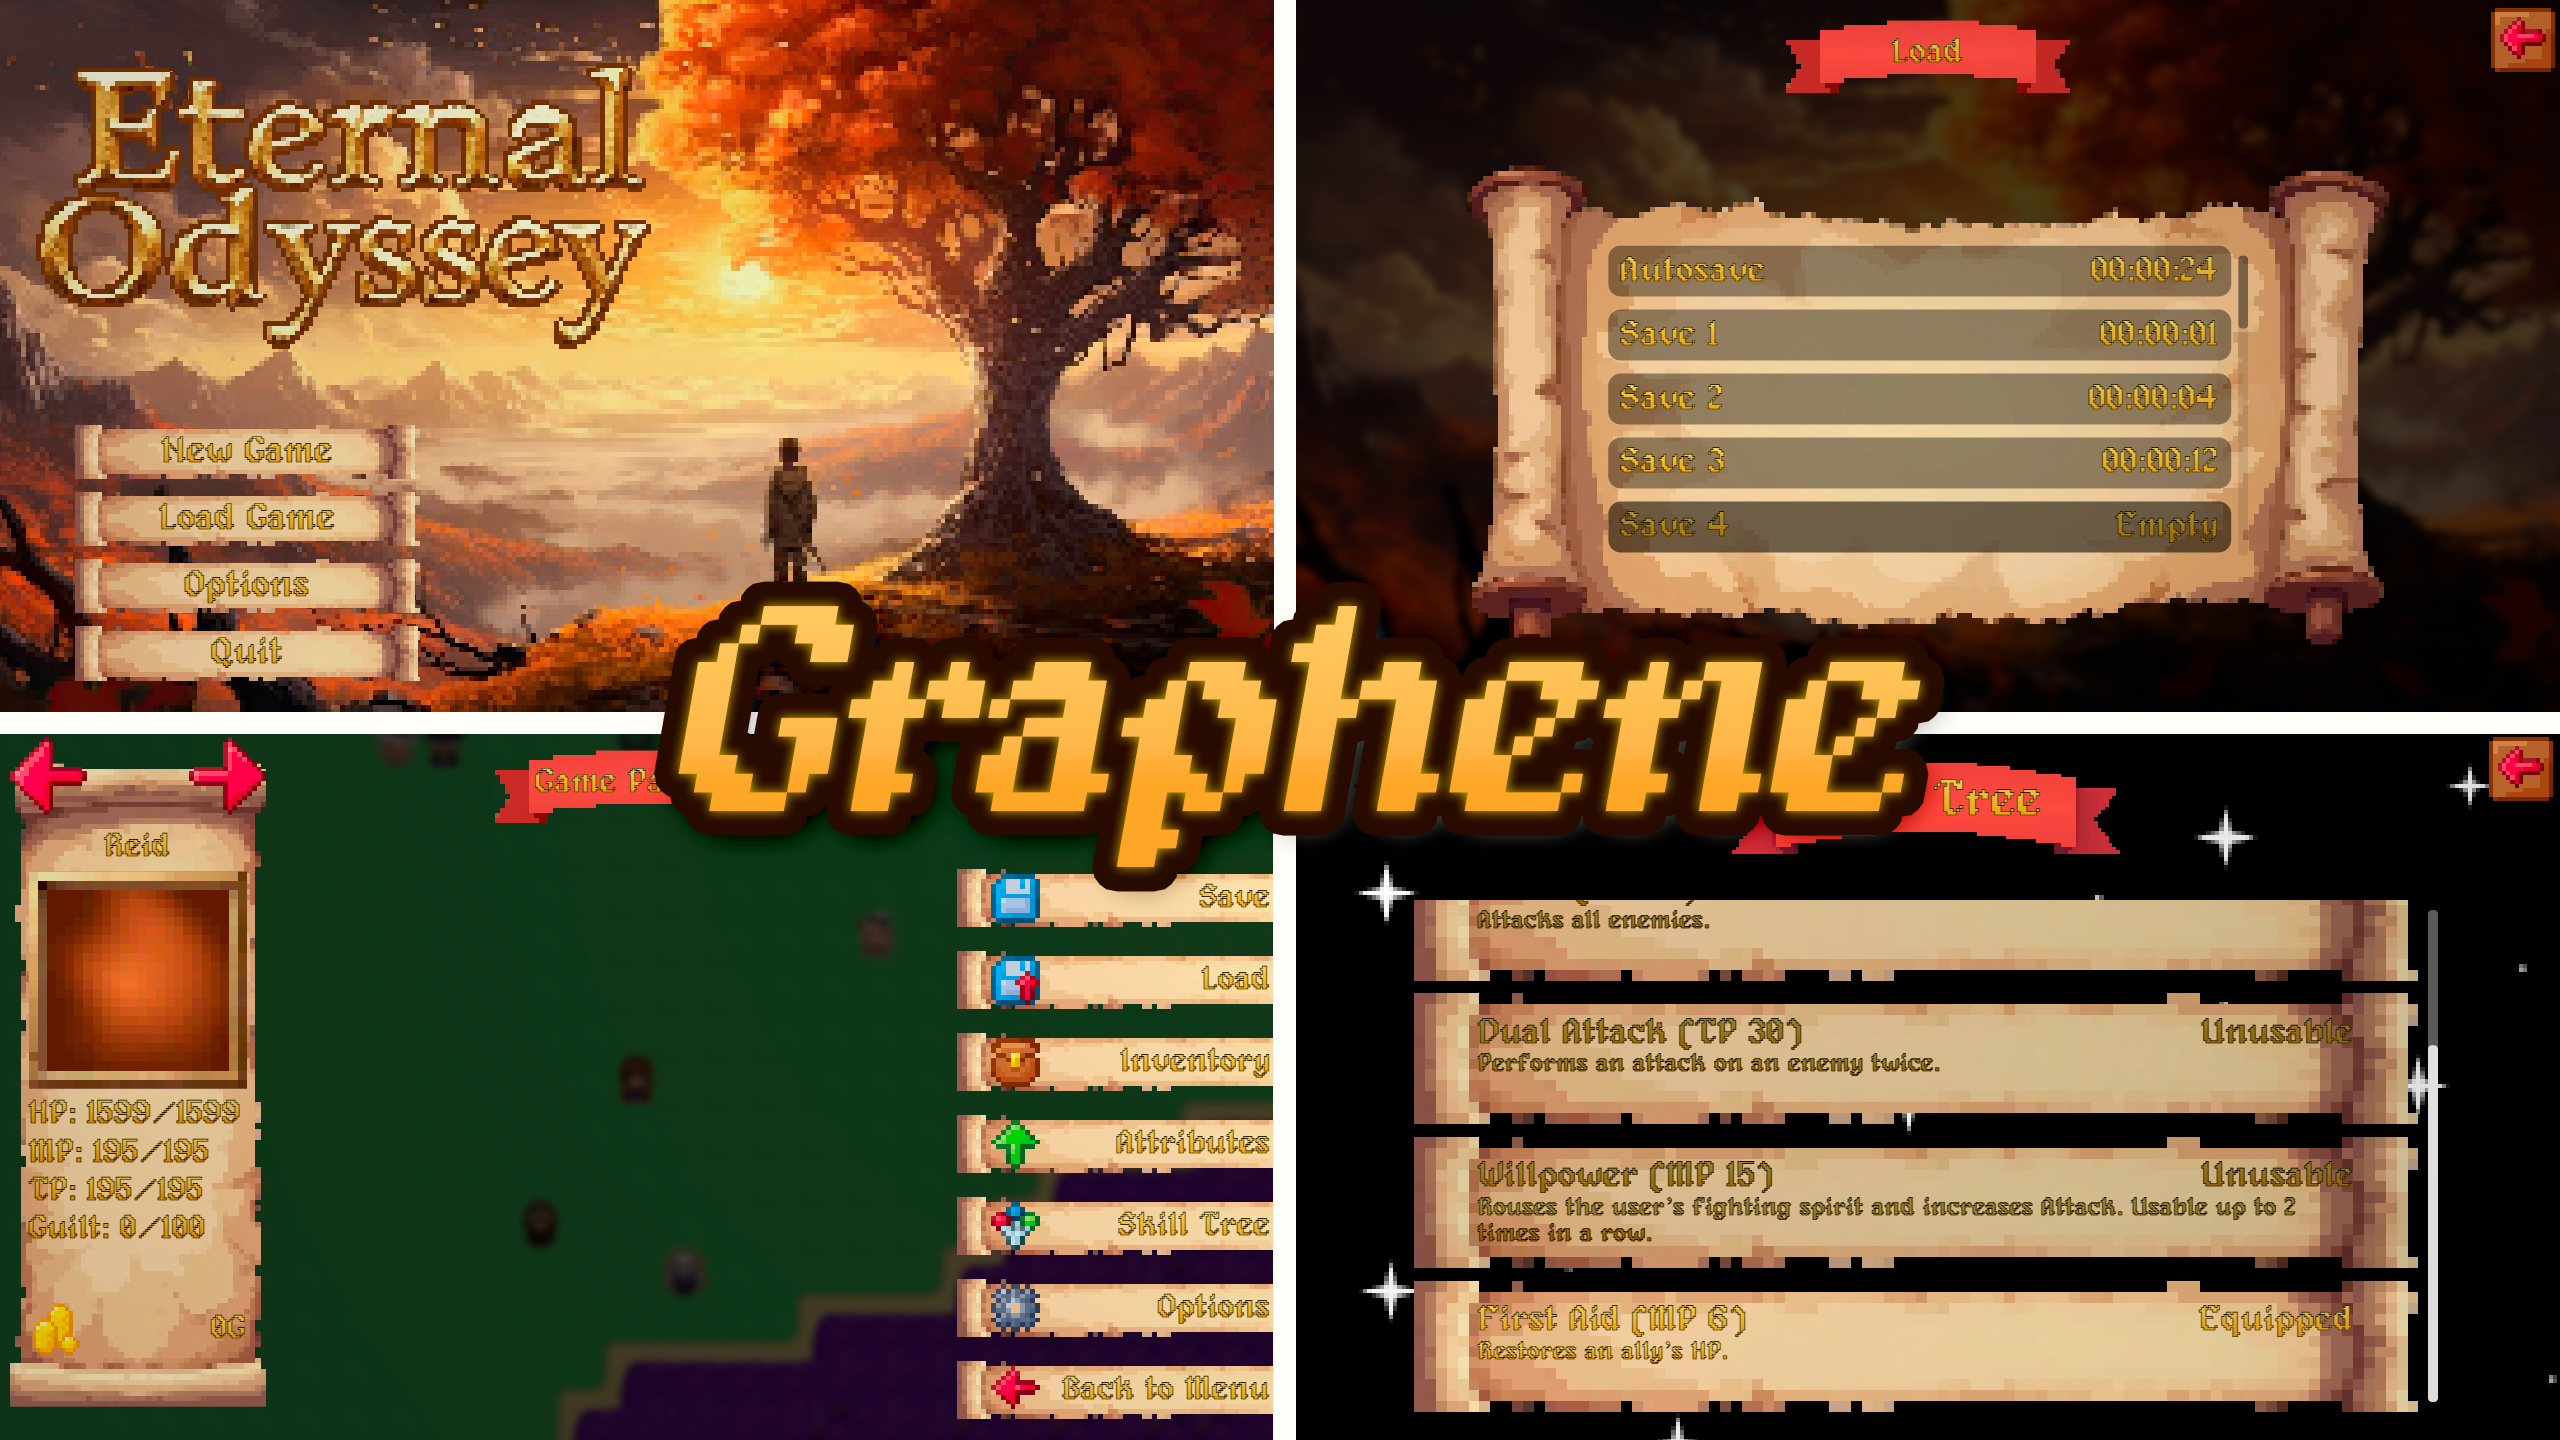 Eternal
Odyssey
New Game
Load Game
Options
Quit
Load
Autosave 00:00:24
Save 1 00:00:01
Save 2 00:00:04
Save 3 00:00:12
Save 4 Empty
Graphene
Game Pa
Reid
HP: 1599/1599
MP: 195/195
TP: 195/195
Guilt: 0/100
0G
Save
Load
Inventory
Attributes
Skill Tree
Options
Back to Menu
Tree
Attacks all enemies.
Dual Attack (TP 30) Unusable
Performs an attack on an enemy twice.
Willpower (MP 15) Unusable
Rouses the user's fighting spirit and increases Attack. Usable up to 2
times in a row.
First Aid (MP 6) Equipped
Restores an ally's HP.